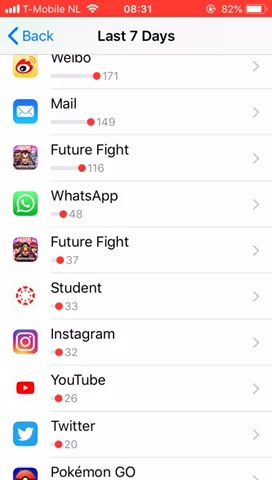 T-Mobile NL 08:31 82%
Back Last 7 Days
Weibo
171
Mail
149
Future Fight
116
WhatsApp
48
Future Fight
37
Student
33
Instagram
32
YouTube
26
Twitter
20
Pokémon GO